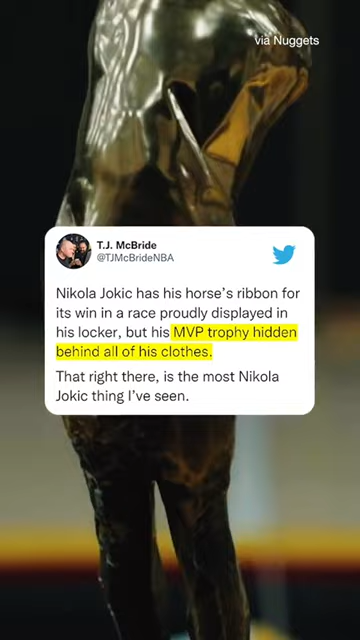 via Nuggets
T.J. McBride
@TJMcBrideNBA
Nikola Jokic has his horse's ribbon for
its win in a race proudly displayed in
his locker, but his MVP trophy hidden
behind all of his clothes.
That right there, is the most Nikola
Jokic thing I've seen.